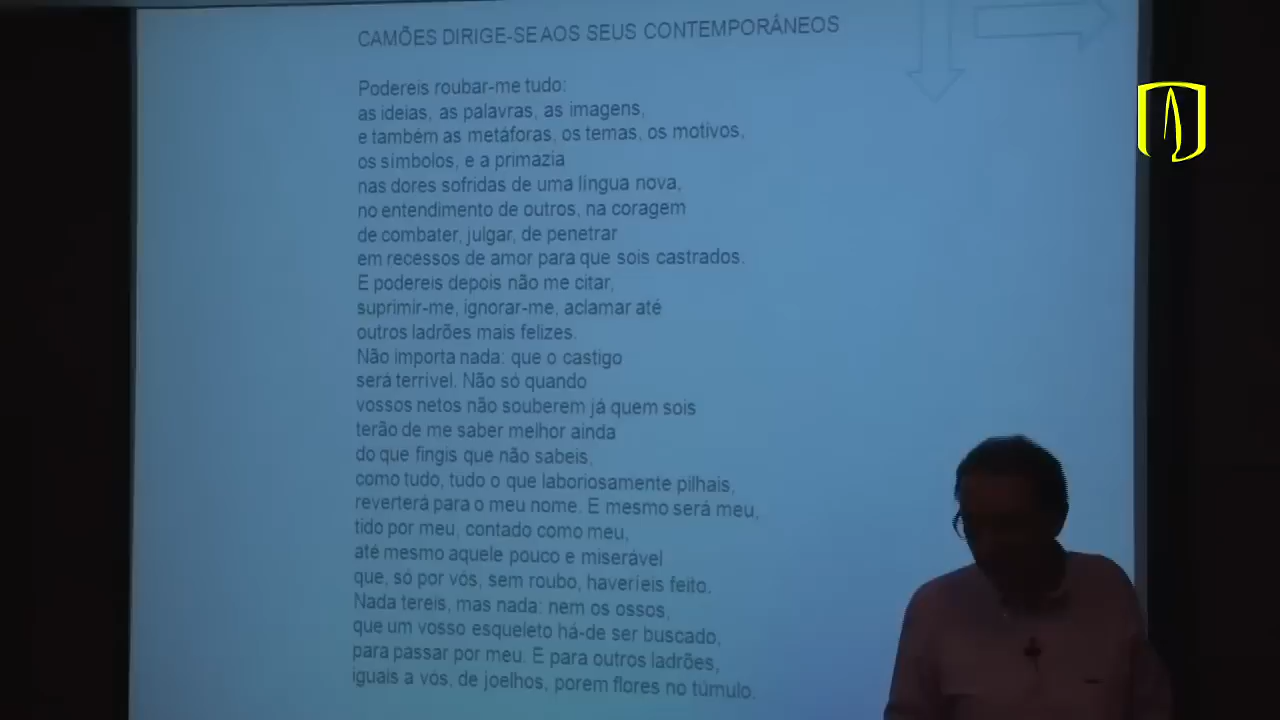 CAMÕES DIRIGE-SE AOS SEUS CONTEMPORÂNEOS
Podereis roubar-me tudo:
as ideias, as palavras, as imagens,
e também as metáforas, os temas, os motivos,
os símbolos, e a primazia
nas dores sofridas de uma língua nova,
no entendimento de outros, na coragem
de combater, julgar, de penetrar
em recessos de amor para que sois castrados.
E podereis depois não me citar,
suprimir-me, ignorar-me, aclamar até
outros ladrões mais felizes.
Não importa nada: que o castigo
será terrível. Não só quando
vossos netos não souberem já quem sois
terão de me saber melhor ainda
do que fingis que não sabeis,
como tudo, tudo o que laboriosamente pilhais,
reverterá para o meu nome. E mesmo será meu,
tido por meu, contado como meu,
até mesmo aquele pouco e miserável
que, só por vós, sem roubo, haveríeis feito.
Nada tereis, mas nada: nem os ossos,
que um vosso esqueleto há-de ser buscado,
para passar por meu. E para outros ladrões,
iguais a vós, de joelhos, porem flores no túmulo.